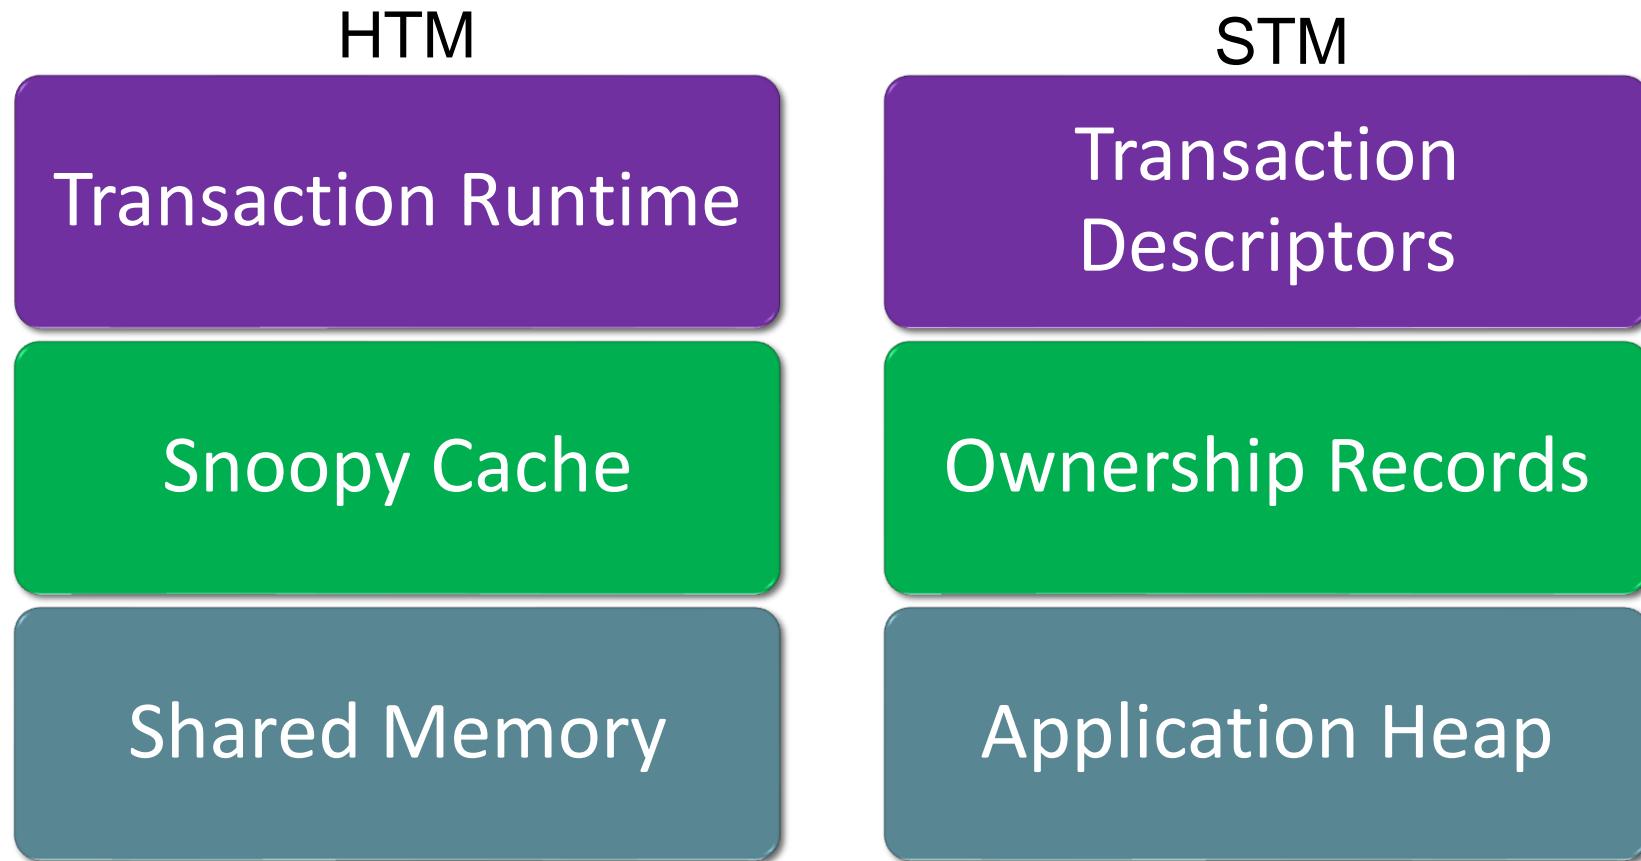 HTM
Transaction Runtime
Snoopy Cache
Shared Memory
STM
Transaction
Descriptors
Ownership Records
Application Heap